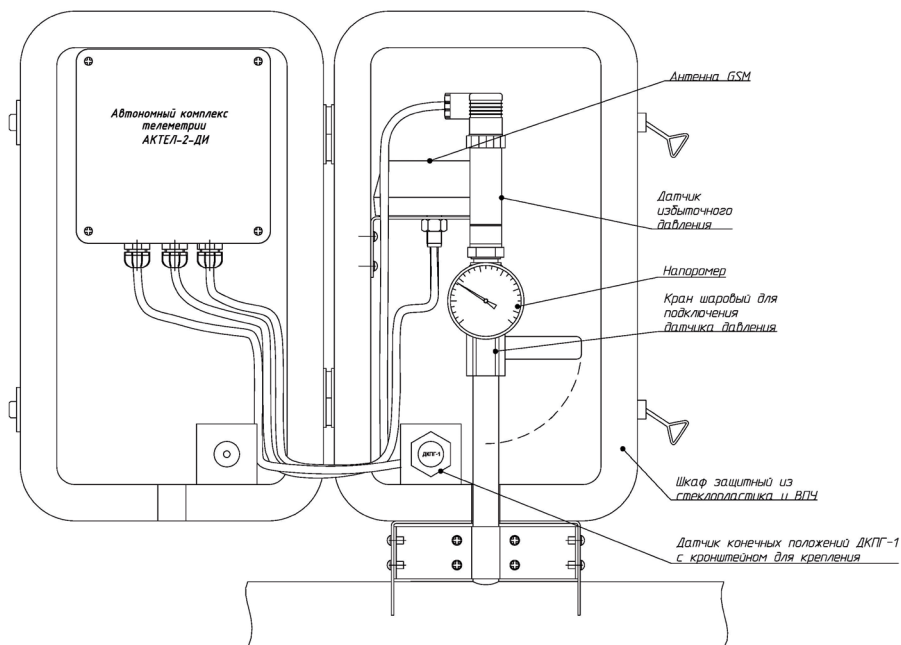 Автономный комплекс
телеметрии
АКТЕЛ-2-ДИ
Антенна GSM
Датчик
избыточного
давления
Напоромер
Кран шаровый для
подключения
датчика давления
ДКПГ-1
Шкаф защитный из
стеклопластика и ВПЧ
Датчик конечных положений ДКПГ-1
с кронштейном для крепления